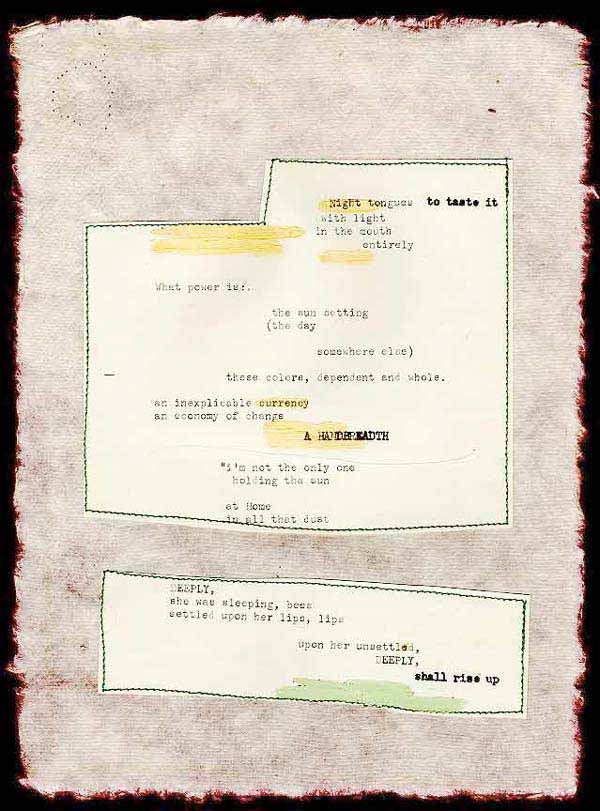 Night tongues to taste it
with light
in the mouth
entirely
What power is:.
the sun setting
(the day
somewhere else)
these colors, dependent and whole.
an inexplicable currency
an economy of change
A HANDBREADTH
"i'm not the only one
holding the sun
at Home
in all that dust
DEEPLY,
she was sleeping, bees
settled upon her lips, lips
upon her unsettled,
DEEPLY,
shall rise up